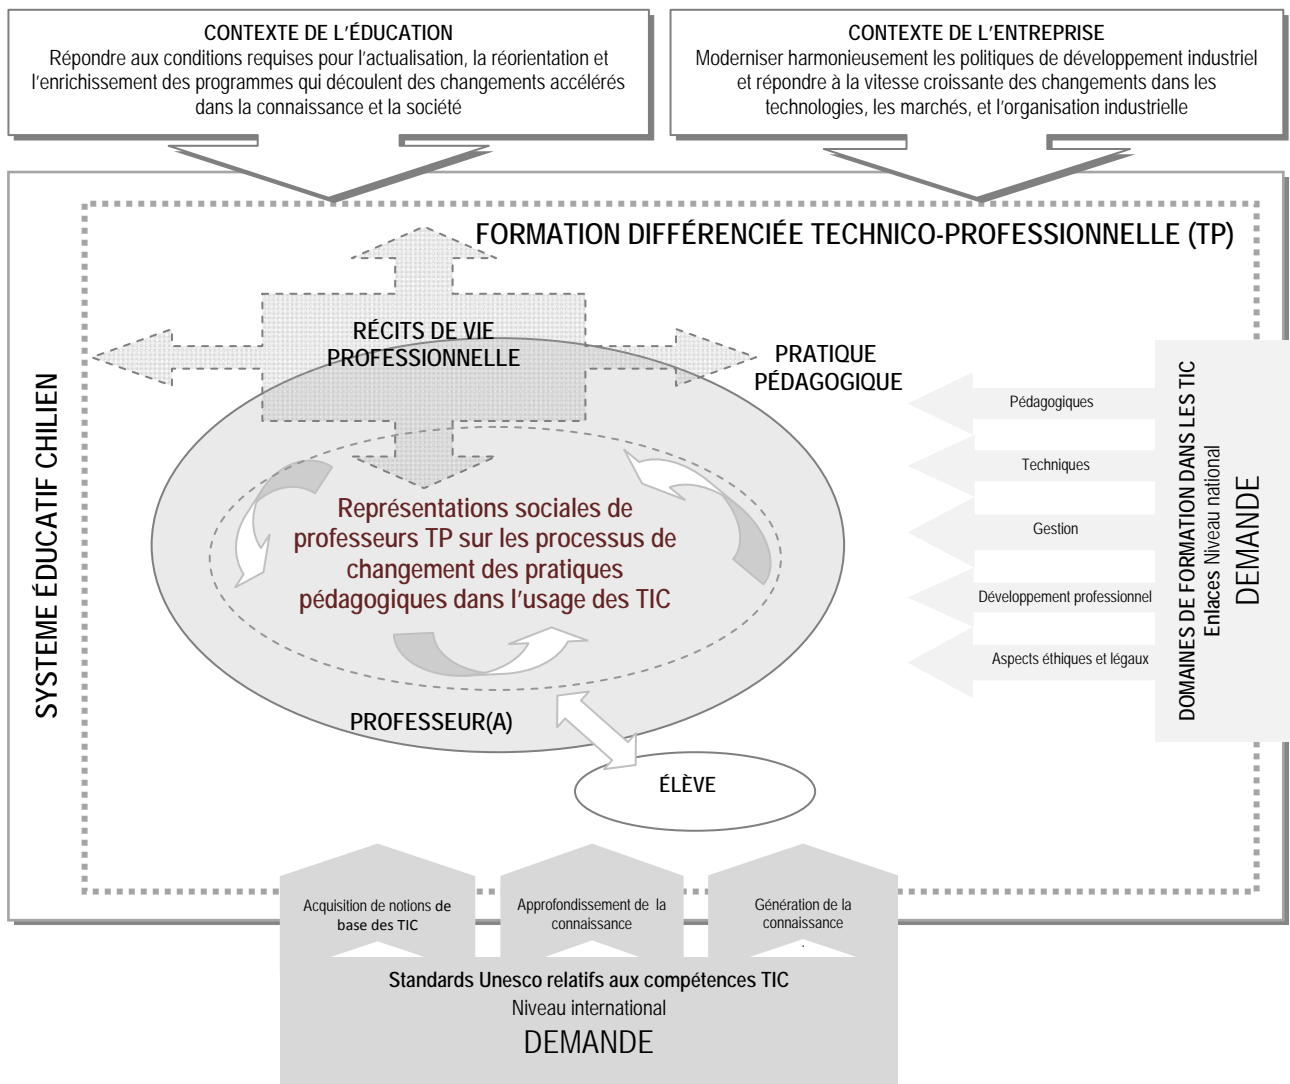 CONTEXTE DE L'ÉDUCATION
Répondre aux conditions requises pour l'actualisation, la réorientation et
l'enrichissement des programmes qui découlent des changements accélérés
dans la connaissance et la société
CONTEXTE DE L'ENTREPRISE
Moderniser harmonieusement les politiques de développement industriel
et répondre à la vitesse croissante des changements dans les
technologies, les marchés, et l'organisation industrielle
SYSTEME ÉDUCATIF CHILIEN
FORMATION DIFFÉRENCIÉE TECHNICO-PROFESSIONNELLE (TP)
RÉCITS DE VIE
PROFESSIONNELLE
PRATIQUE
PÉDAGOGIQUE
Représentations sociales de
professeurs TP sur les processus de
changement des pratiques
pédagogiques dans l'usage des TIC
PROFESSEUR(A)
ÉLÈVE
Pédagogiques
Techniques
Gestion
Développement professionnel
Aspects éthiques et légaux
DOMAINES DE FORMATION DANS LES TIC
Enlaces Niveau national
DEMANDE
Acquisition de notions de
base des TIC
Approfondissement de la
connaissance
Génération de la
connaissance
.
Standards Unesco relatifs aux compétences TIC
Niveau international
DEMANDE